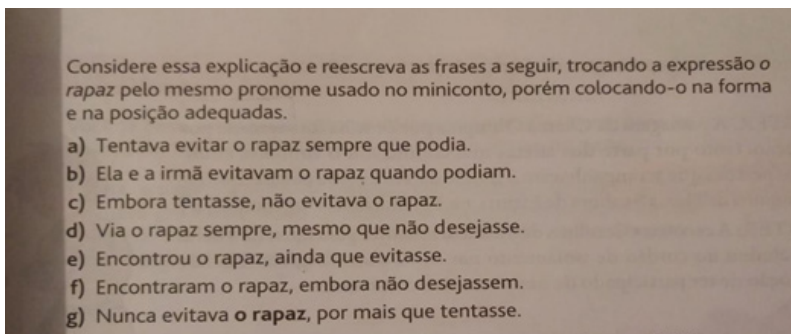 Considere essa explicação e reescreva as frases a seguir, trocando a expressão o
rapaz pelo mesmo pronome usado no miniconto, porém colocando-o na forma
e na posição adequadas.
a) Tentava evitar o rapaz sempre que podia.
b) Ela e a irmã evitavam o rapaz quando podiam.
c) Embora tentasse, não evitava o rapaz.
d) Via o rapaz sempre, mesmo que não desejasse.
e) Encontrou o rapaz, ainda que evitasse.
f) Encontraram o rapaz, embora não desejassem.
g) Nunca evitava o rapaz, por mais que tentasse.